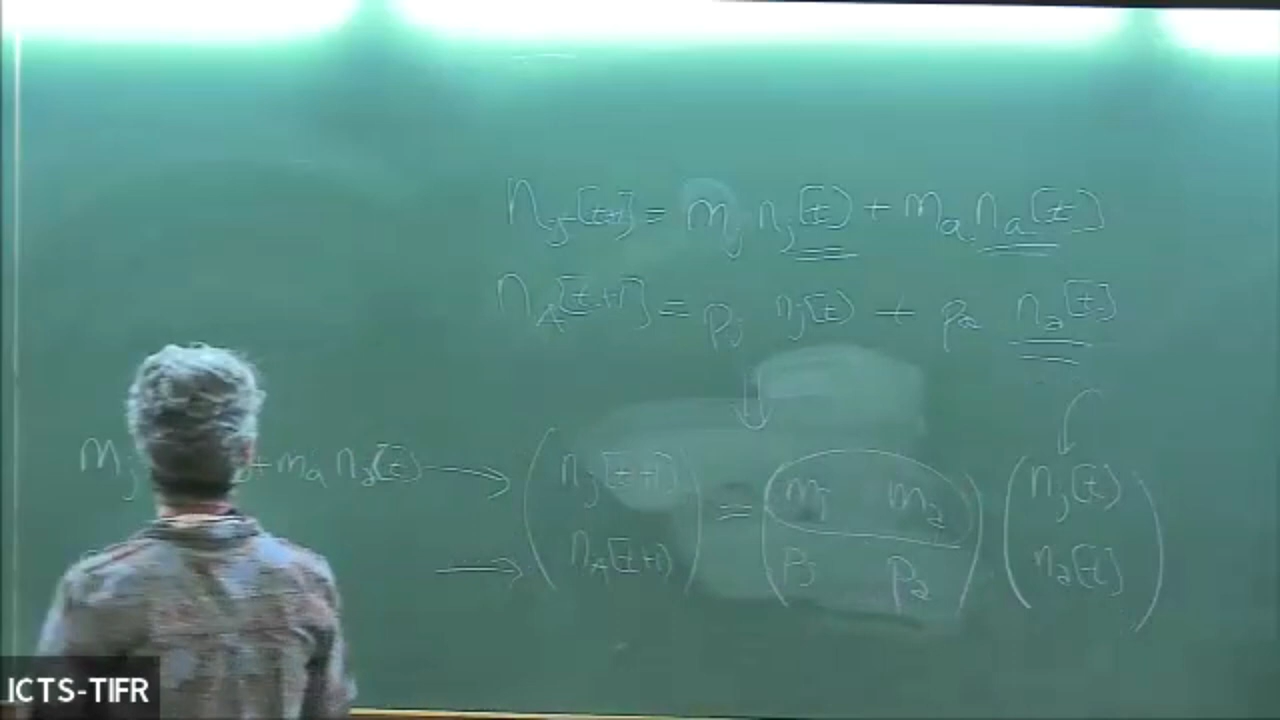 n_j[t+1] = m_j n_j[t] + m_a n_a[t]
n_A[t+1] = p_j n_j[t] + p_a n_a[t]
m_j + m_a n_a[t] → ( n_j[t+1] ) = ( m_j m_a ) ( n_j[t] )
→ ( n_A[t+1] ) ( p_j p_a ) ( n_a[t] )
ICTS-TIFR